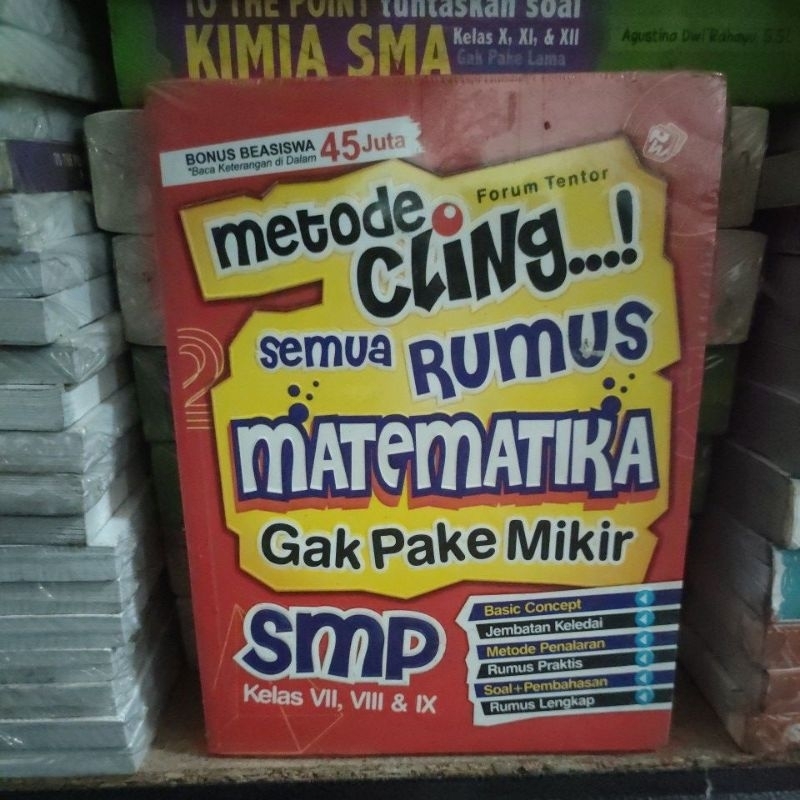 TO THE POINT tuntaskan soal
KIMIA SMA Kelas X, XI, & XII
Gak Pake Lama
Agustina Dwi Rahayu, S.Si.
BONUS BEASISWA 45 Juta
*Baca Keterangan di Dalam
Forum Tentor
metode
CLiNg...!
semua RUMUS
MATeMATIKA
Gak Pake Mikir
SMP
Kelas VII, VIII & IX
Basic Concept
Jembatan Keledai
Metode Penalaran
Rumus Praktis
Soal+Pembahasan
Rumus Lengkap